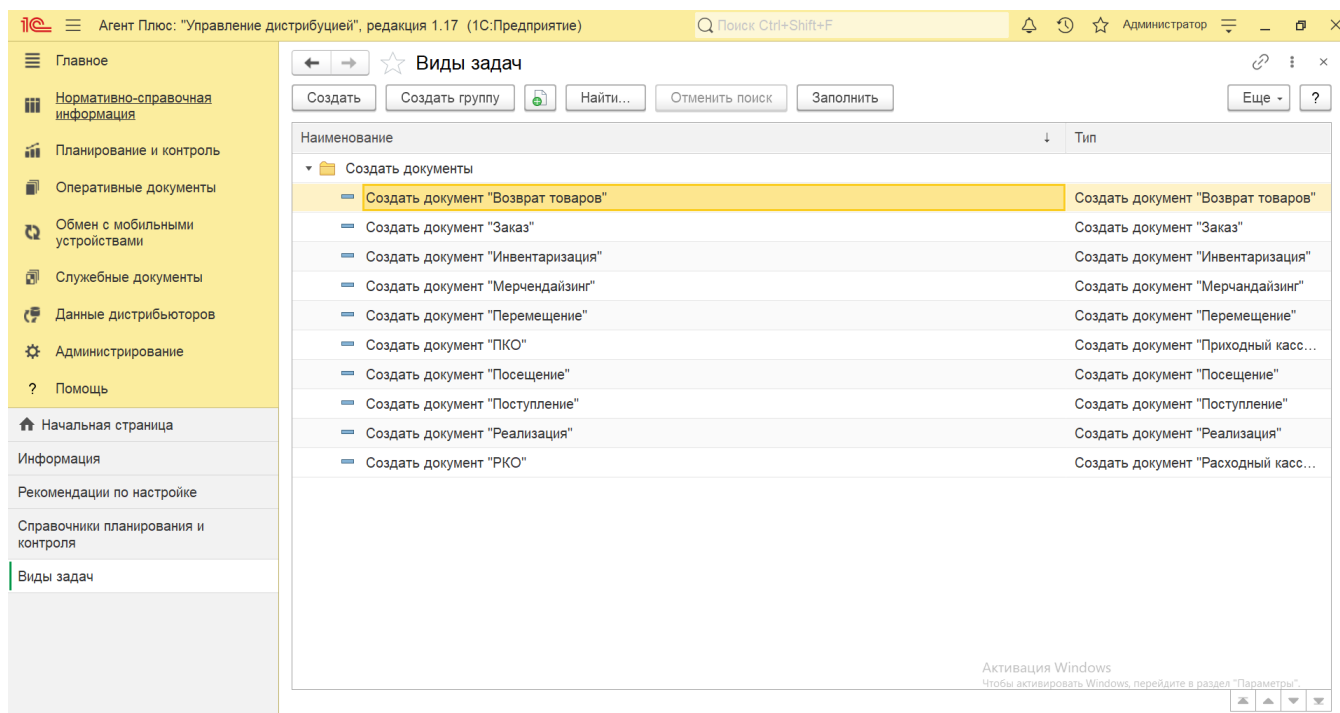 1С Агент Плюс: "Управление дистрибуцией", редакция 1.17 (1С:Предприятие) Поиск Ctrl+Shift+F Администратор
Главное
Нормативно-справочная
информация
Планирование и контроль
Оперативные документы
Обмен с мобильными
устройствами
Служебные документы
Данные дистрибьюторов
Администрирование
? Помощь
Начальная страница
Информация
Рекомендации по настройке
Справочники планирования и
контроля
Виды задач
Виды задач
Создать Создать группу Найти... Отменить поиск Заполнить Еще ?
Наименование ↓ Тип
Создать документы
Создать документ "Возврат товаров" Создать документ "Возврат товаров"
Создать документ "Заказ" Создать документ "Заказ"
Создать документ "Инвентаризация" Создать документ "Инвентаризация"
Создать документ "Мерчендайзинг" Создать документ "Мерчандайзинг"
Создать документ "Перемещение" Создать документ "Перемещение"
Создать документ "ПКО" Создать документ "Приходный касс...
Создать документ "Посещение" Создать документ "Посещение"
Создать документ "Поступление" Создать документ "Поступление"
Создать документ "Реализация" Создать документ "Реализация"
Создать документ "РКО" Создать документ "Расходный касс...
Активация Windows
Чтобы активировать Windows, перейдите в раздел "Параметры".